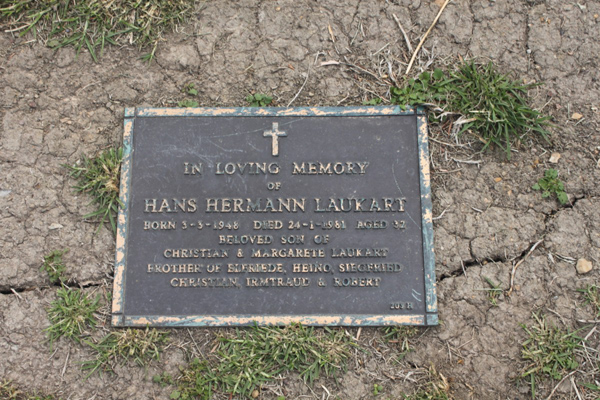 IN LOVING MEMORY
OF
HANS HERMANN LAUKART
BORN 3-3-1948 DIED 24-1-1981 AGED 32
BELOVED SON OF
CHRISTIAN & MARGARETE LAUKART
BROTHER OF ELFRIEDE, HEINO, SIEGFRIED
CHRISTIAN, IRMTRAUD & ROBERT